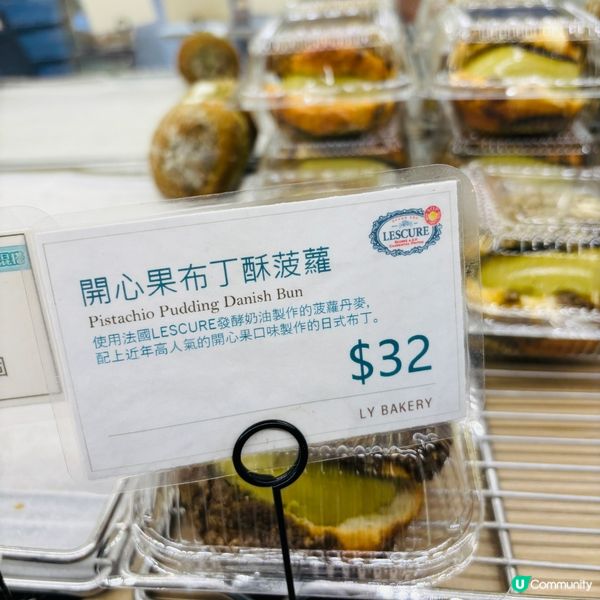 LESCURE
開心果布丁酥菠蘿
Pistachio Pudding Danish Bun
使用法國LESCURE發酵奶油製作的菠蘿丹麥,
配上近年高人氣的開心果口味製作的日式布丁。
$32
LY BAKERY
U Community